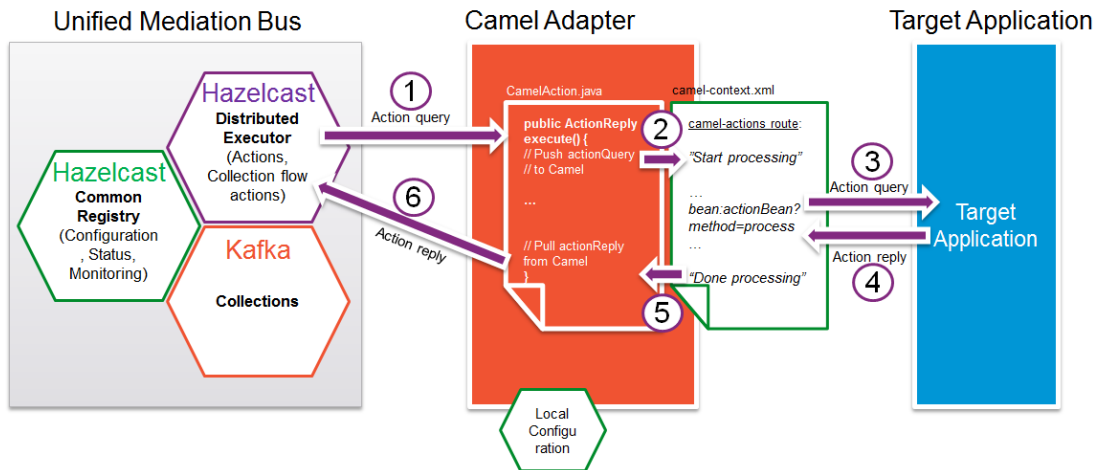 Unified Mediation Bus
Camel Adapter
Target Application
Hazelcast
Distributed
Executor
(Actions,
Collection flow
actions)
Hazelcast
Common
Registry
(Configuration
, Status,
Monitoring)
Kafka
Collections
1
Action query
6
Action reply
CamelAction.java
public ActionReply
execute() {
// Push actionQuery
// to Camel
…
// Pull actionReply
from Camel
}
2
5
camel-context.xml
camel-actions route:
"Start processing"
…
bean:actionBean?
method=process
…
“Done processing”
3
Action query
Action reply
4
Target
Application
Local
Configu
ration